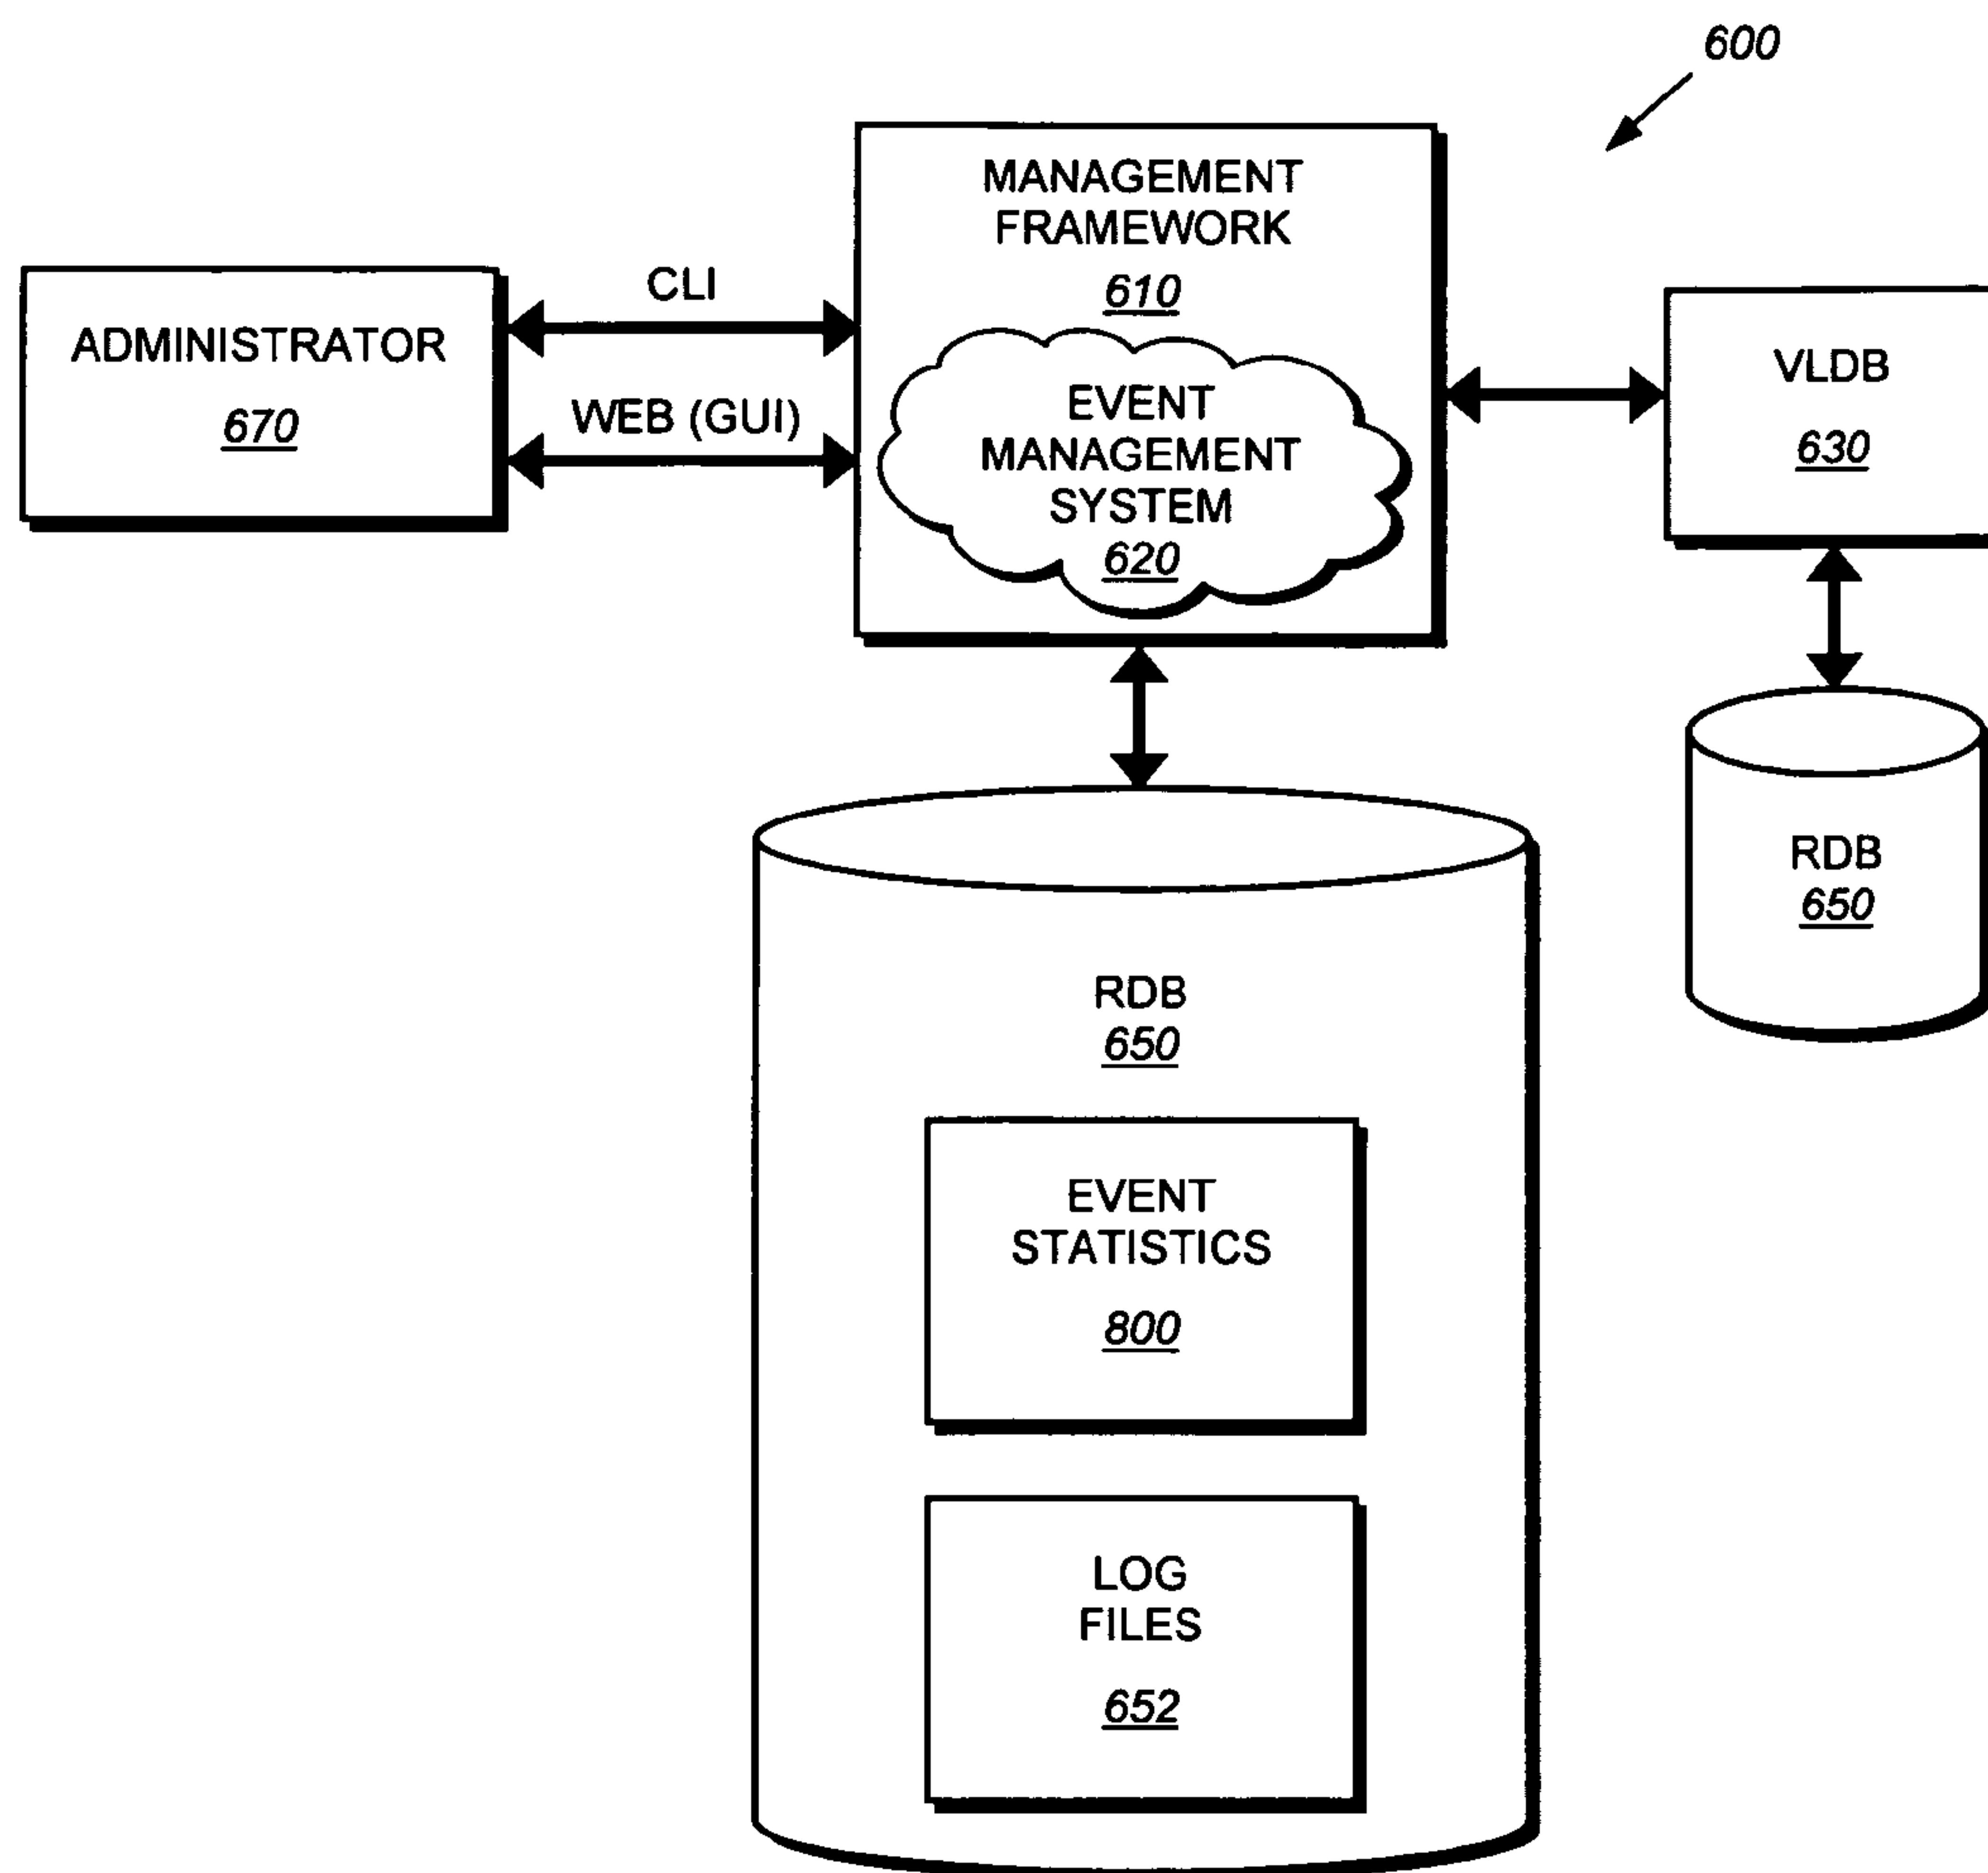 600
MANAGEMENT
FRAMEWORK
610
EVENT
MANAGEMENT
SYSTEM
620
ADMINISTRATOR
670
CLI
WEB (GUI)
VLDB
630
RDB
650
RDB
650
EVENT
STATISTICS
800
LOG
FILES
652